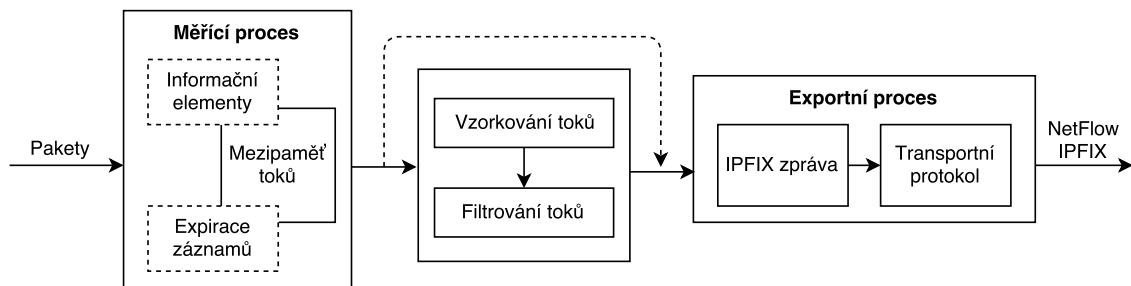 Měřící proces
Informační
elementy
Pakety
Mezipaměť
toků
Expirace
záznamů
Vzorkování toků
Filtrování toků
Exportní proces
IPFIX zpráva
Transportní
protokol
NetFlow
IPFIX